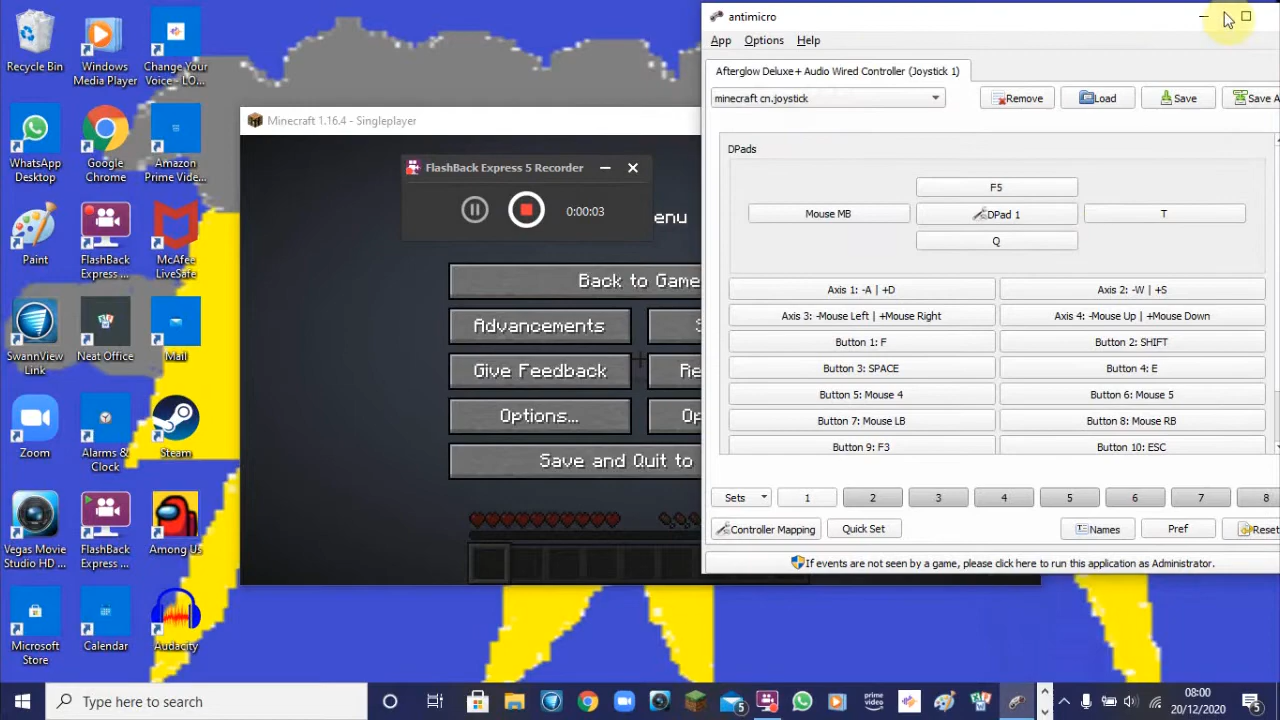 Recycle Bin
Windows
Media Player
Change Your
Voice - LO...
WhatsApp
Desktop
Google
Chrome
Amazon
Prime Vide...
Paint
FlashBack
Express ...
McAfee
LiveSafe
SwannView
Link
Neat Office
Mail
Zoom
Alarms &
Clock
Steam
Vegas Movie
Studio HD ...
FlashBack
Express ...
Among Us
Microsoft
Store
Calendar
Audacity
Minecraft 1.16.4 - Singleplayer
FlashBack Express 5 Recorder
0:00:03
enu
Back to Game
Advancements
S
Give Feedback
Re
Options...
Op
Save and Quit to
antimicro
App Options Help
Afterglow Deluxe+ Audio Wired Controller (Joystick 1)
minecraft cn.joystick
Remove
Load
Save
Save A
DPads
F5
Mouse MB
DPad 1
T
Q
Axis 1: -A | +D
Axis 2: -W | +S
Axis 3: -Mouse Left | +Mouse Right
Axis 4: -Mouse Up | +Mouse Down
Button 1: F
Button 2: SHIFT
Button 3: SPACE
Button 4: E
Button 5: Mouse 4
Button 6: Mouse 5
Button 7: Mouse LB
Button 8: Mouse RB
Button 9: F3
Button 10: ESC
Sets 1 2 3 4 5 6 7 8
Controller Mapping
Quick Set
Names
Pref
Reset
If events are not seen by a game, please click here to run this application as Administrator.
Type here to search
5
08:00
20/12/2020
5